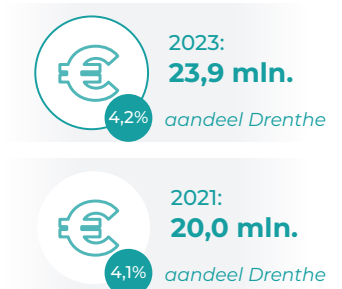 2023:
23,9 mln.
4,2% aandeel Drenthe
2021:
20,0 mln.
4,1% aandeel Drenthe